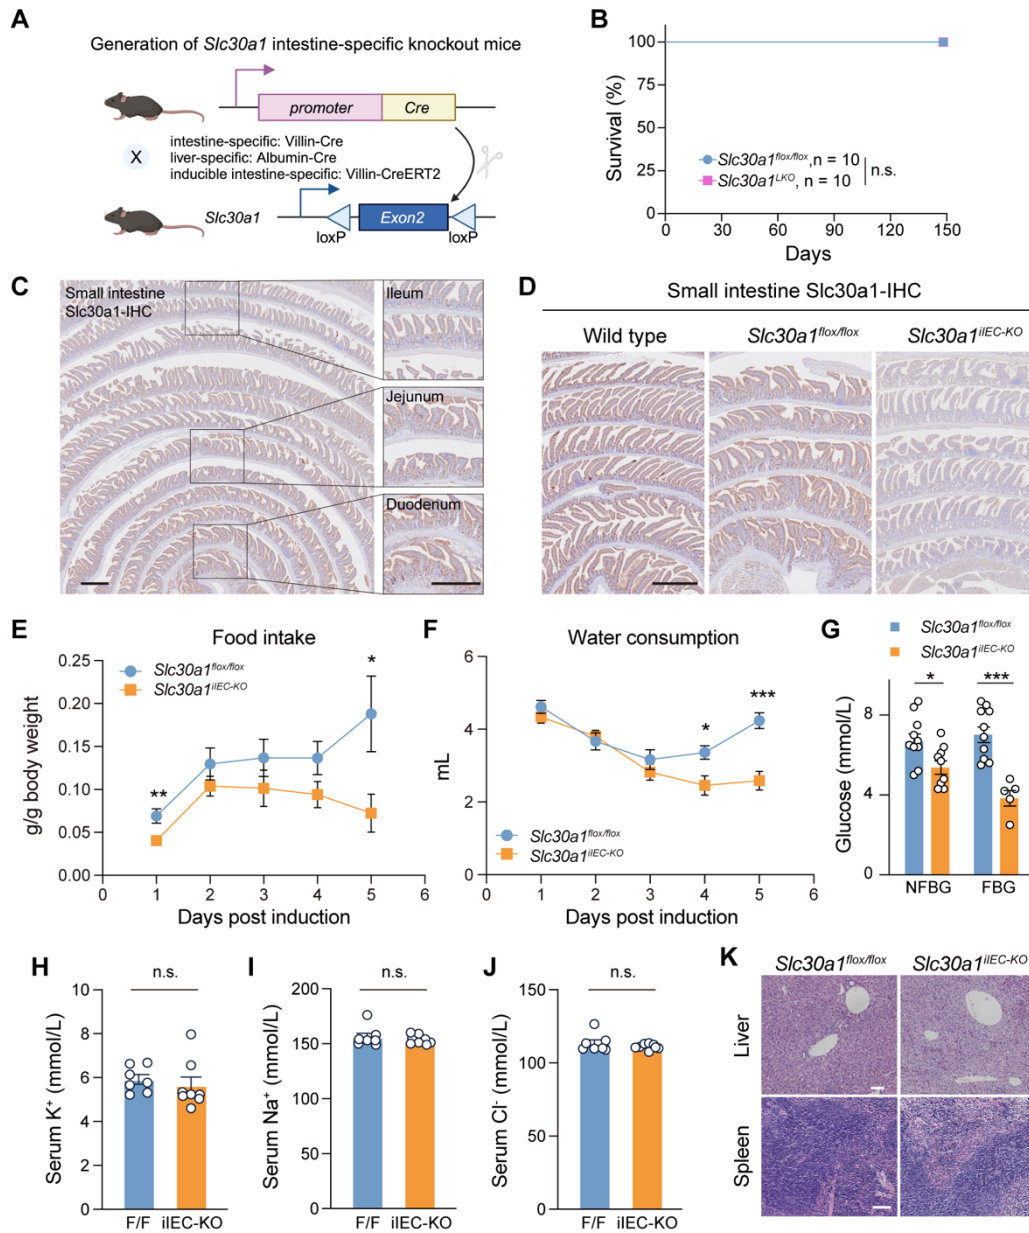 A
Generation of Slc30a1 intestine-specific knockout mice
promoter
Cre
X
intestine-specific: Villin-Cre
liver-specific: Albumin-Cre
inducible intestine-specific: Villin-CreERT2
Slc30a1
Exon2
loxP
loxP
B
Survival (%)
100
75
50
25
0
Slc30a1flox/flox, n = 10
Slc30a1LKO, n = 10
n.s.
0 30 60 90 120 150
Days
C
Small intestine
Slc30a1-IHC
Ileum
Jejunum
Duodenum
D
Small intestine Slc30a1-IHC
Wild type
Slc30a1flox/flox
Slc30a1iIEC-KO
E
Food intake
g/g body weight
0.25
0.20
0.15
0.10
0.05
0.00
Slc30a1flox/flox
Slc30a1iIEC-KO
**
*
0 1 2 3 4 5 6
Days post induction
F
Water consumption
mL
6
4
2
0
*
***
Slc30a1flox/flox
Slc30a1iIEC-KO
0 1 2 3 4 5 6
Days post induction
G
Slc30a1flox/flox
Slc30a1iIEC-KO
Glucose (mmol/L)
8
4
0
*
***
NFBG
FBG
H
n.s.
Serum K+ (mmol/L)
10
8
6
4
2
0
F/F iIEC-KO
I
n.s.
Serum Na+ (mmol/L)
200
150
100
50
0
F/F iIEC-KO
J
n.s.
Serum Cl- (mmol/L)
150
100
50
0
F/F iIEC-KO
K
Slc30a1flox/flox
Slc30a1iIEC-KO
Liver
Spleen